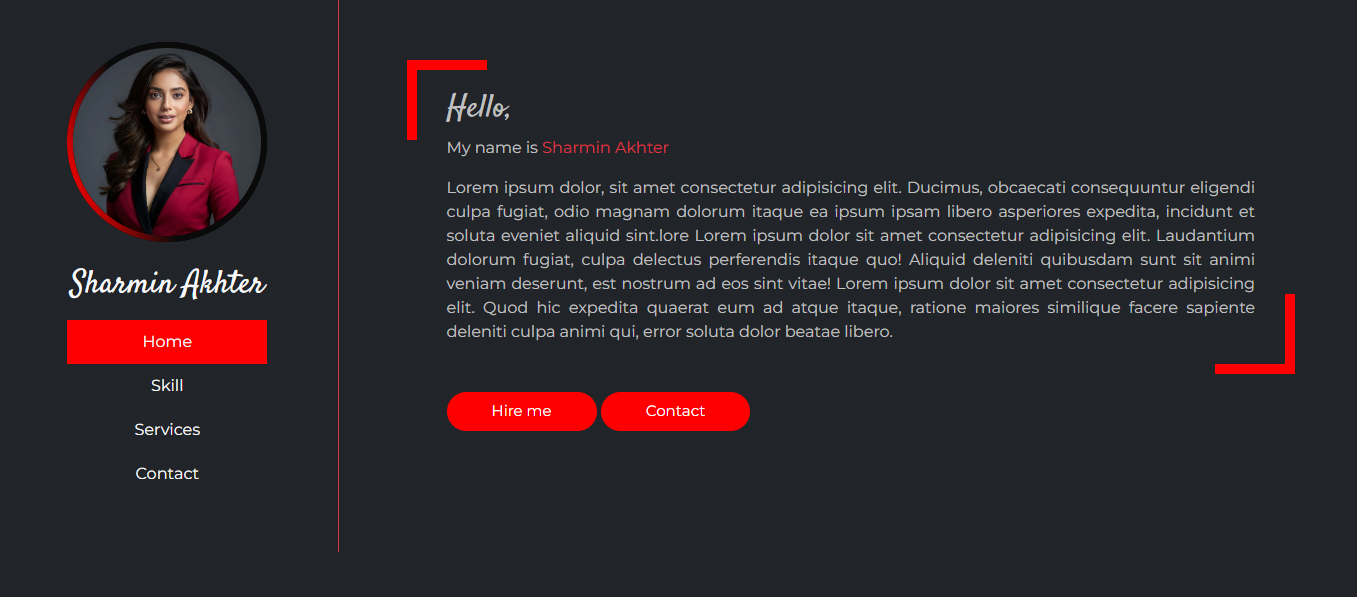 Sharmin Akhter
Home
Skill
Services
Contact
Hello,
My name is Sharmin Akhter
Lorem ipsum dolor, sit amet consectetur adipisicing elit. Ducimus, obcaecati consequuntur eligendi
culpa fugiat, odio magnam dolorum itaque ea ipsum ipsam libero asperiores expedita, incidunt et
soluta eveniet aliquid sint.lore Lorem ipsum dolor sit amet consectetur adipisicing elit. Laudantium
dolorum fugiat, culpa delectus perferendis itaque quo! Aliquid deleniti quibusdam sunt sit animi
veniam deserunt, est nostrum ad eos sint vitae! Lorem ipsum dolor sit amet consectetur adipisicing
elit. Quod hic expedita quaerat eum ad atque itaque, ratione maiores similique facere sapiente
deleniti culpa animi qui, error soluta dolor beatae libero.
Hire me Contact